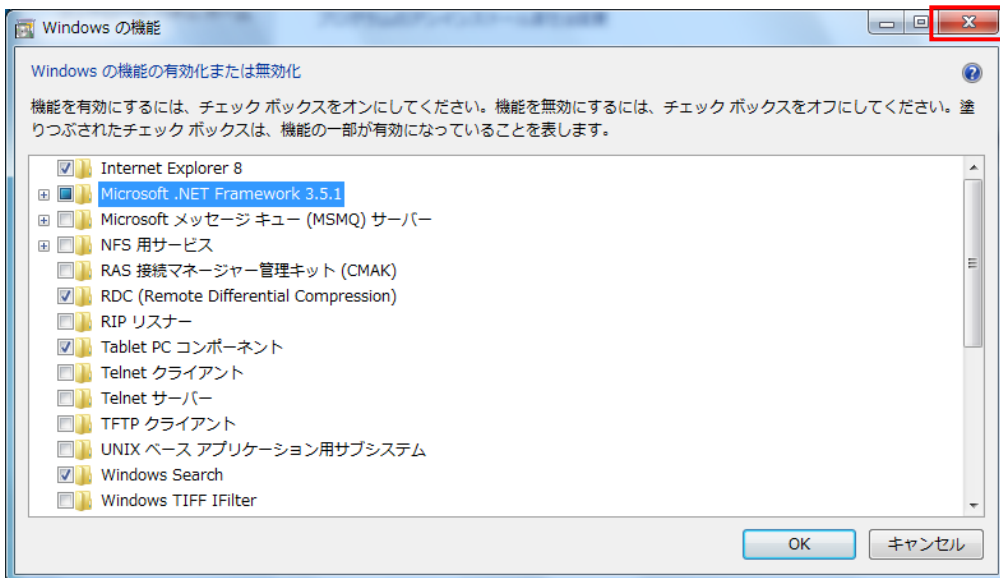 Windows の機能
Windows の機能の有効化または無効化
機能を有効にするには、チェック ボックスをオンにしてください。機能を無効にするには、チェック ボックスをオフにしてください。塗
りつぶされたチェック ボックスは、機能の一部が有効になっていることを表します。
Internet Explorer 8
Microsoft .NET Framework 3.5.1
Microsoft メッセージ キュー (MSMQ) サーバー
NFS 用サービス
RAS 接続マネージャー管理キット (CMAK)
RDC (Remote Differential Compression)
RIP リスナー
Tablet PC コンポーネント
Telnet クライアント
Telnet サーバー
TFTP クライアント
UNIX ベース アプリケーション用サブシステム
Windows Search
Windows TIFF IFilter
OK キャンセル